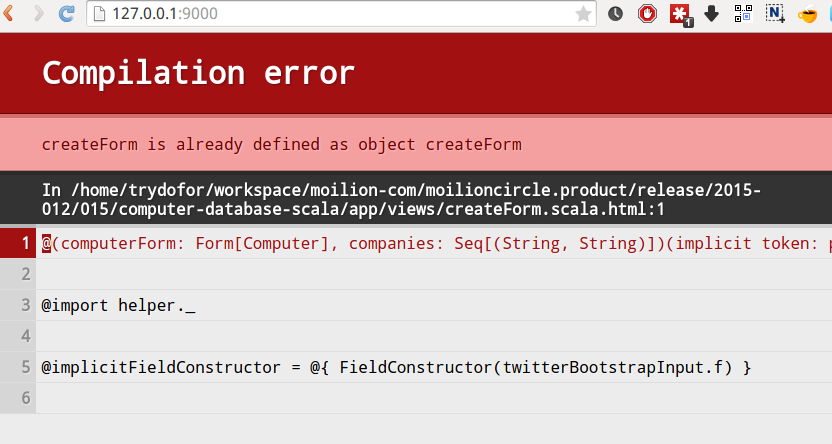 127.0.0.1:9000
1
N
Compilation error
createForm is already defined as object createForm
In /home/trydofor/workspace/moilion-com/moilioncircle.product/release/2015-
012/015/computer-database-scala/app/views/createForm.scala.html:1
1 @(computerForm: Form[Computer], companies: Seq[(String, String)])(implicit token: p
2
3 @import helper._
4
5 @implicitFieldConstructor = @{ FieldConstructor(twitterBootstrapInput.f) }
6